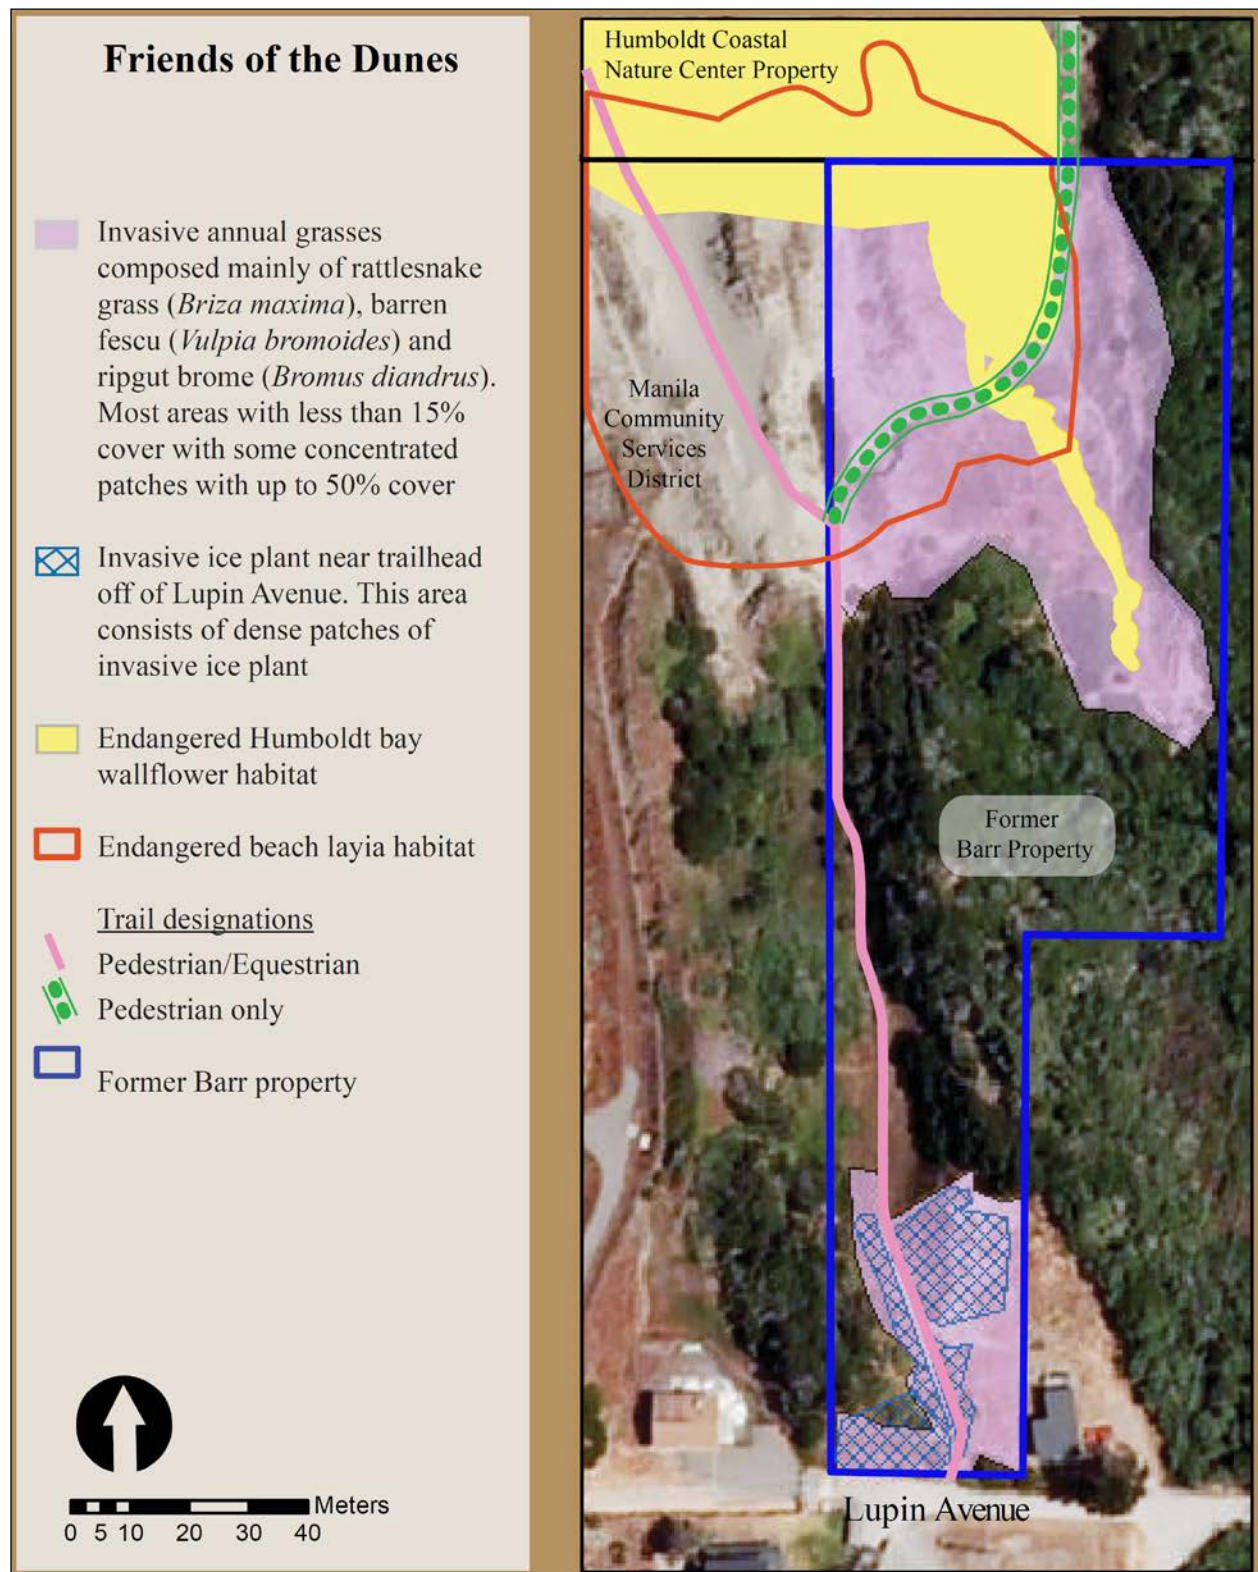 Friends of the Dunes
Invasive annual grasses
composed mainly of rattlesnake
grass (Briza maxima), barren
fescu (Vulpia bromoides) and
ripgut brome (Bromus diandrus).
Most areas with less than 15%
cover with some concentrated
patches with up to 50% cover
Invasive ice plant near trailhead
off of Lupin Avenue. This area
consists of dense patches of
invasive ice plant
Endangered Humboldt bay
wallflower habitat
Endangered beach layia habitat
Trail designations
Pedestrian/Equestrian
Pedestrian only
Former Barr property
Meters
0 5 10 20 30 40
Humboldt Coastal
Nature Center Property
Manila
Community
Services
District
Former
Barr Property
Lupin Avenue